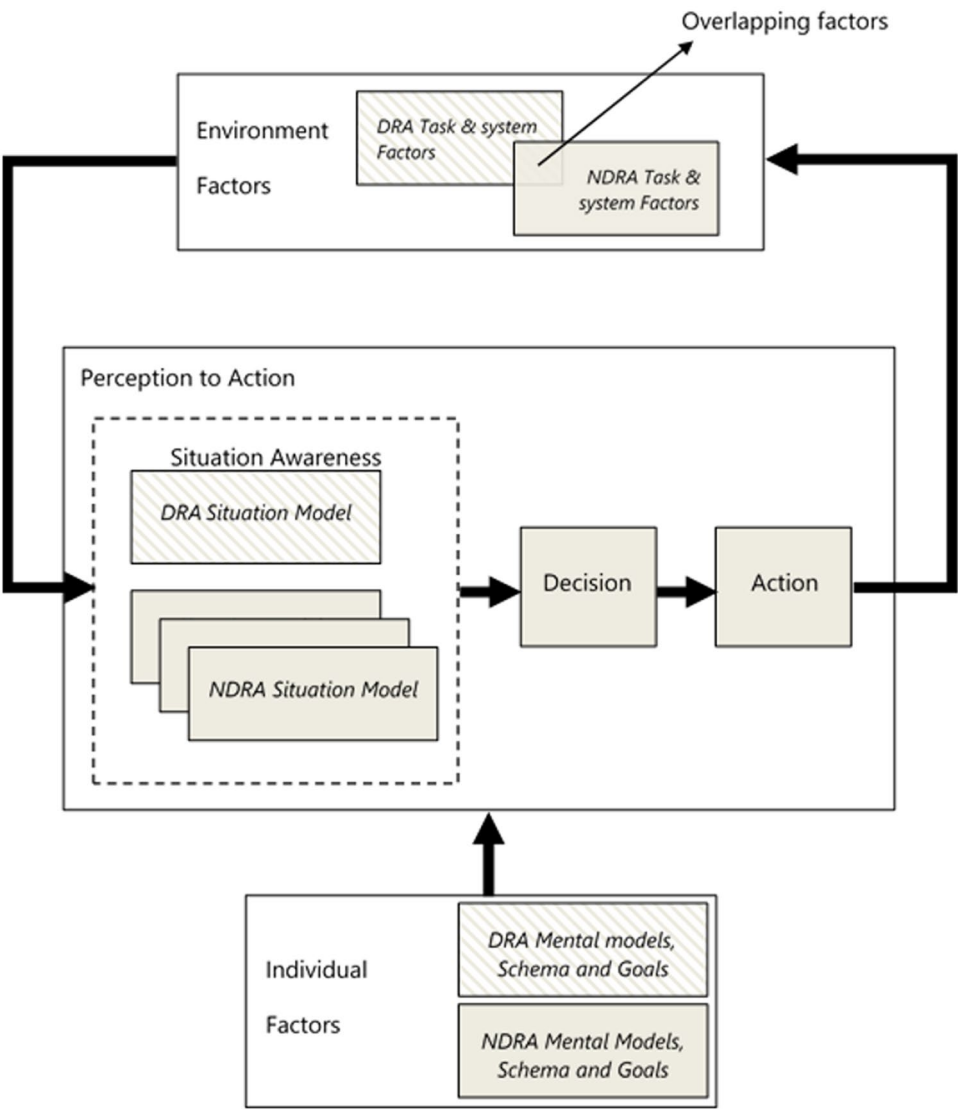 Overlapping factors
Environment
Factors
DRA Task & system
Factors
NDRA Task &
system Factors
Perception to Action
Situation Awareness
DRA Situation Model
NDRA Situation Model
Decision
Action
Individual
Factors
DRA Mental models,
Schema and Goals
NDRA Mental Models,
Schema and Goals